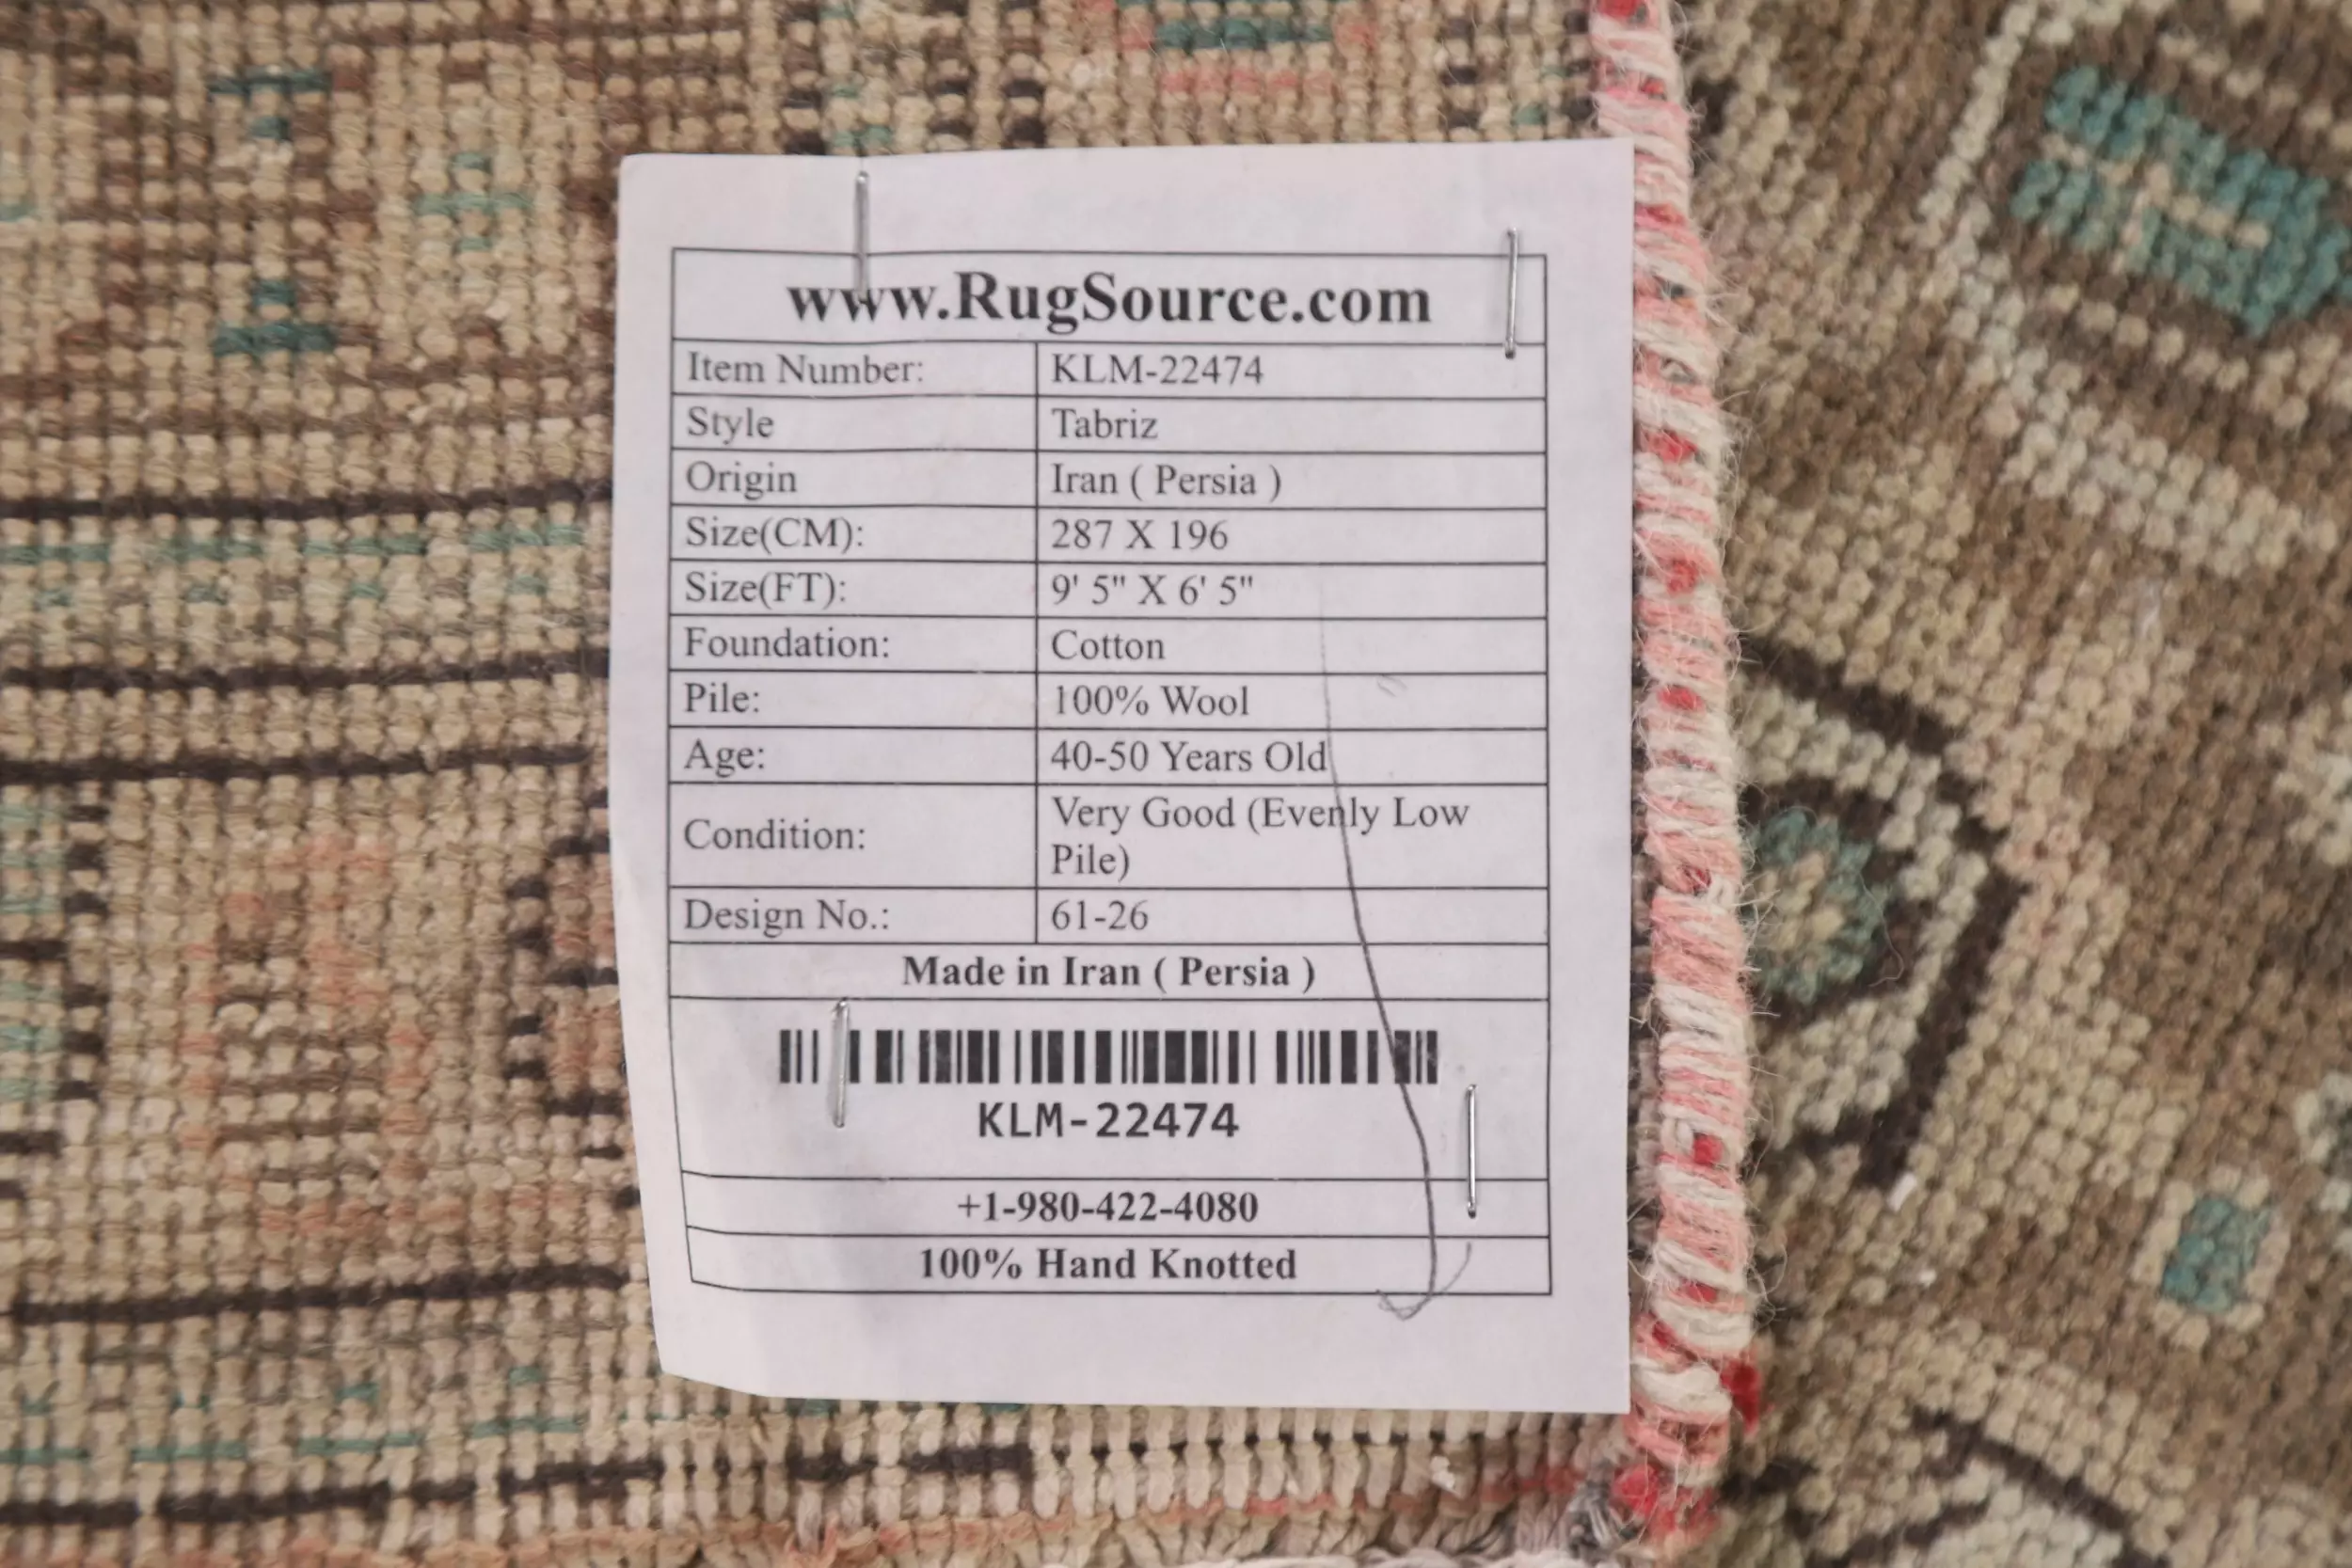 www.RugSource.com
Item Number: KLM-22474
Style Tabriz
Origin Iran ( Persia )
Size(CM): 287 X 196
Size(FT): 9' 5" X 6' 5"
Foundation: Cotton
Pile: 100% Wool
Age: 40-50 Years Old
Condition: Very Good (Evenly Low
Pile)
Design No.: 61-26
Made in Iran ( Persia )
KLM-22474
+1-980-422-4080
100% Hand Knotted